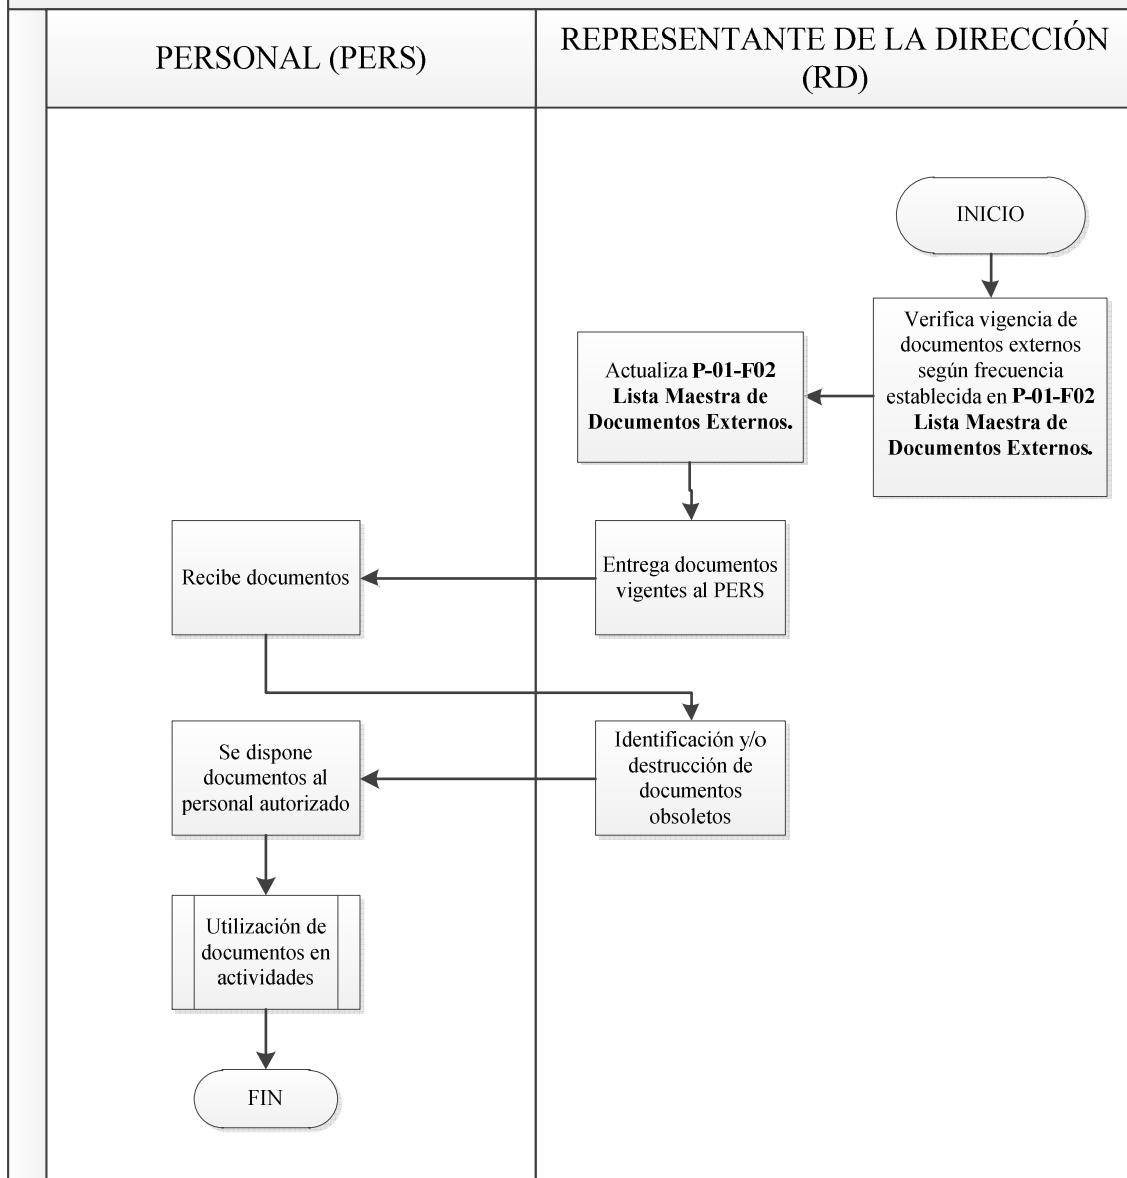 PERSONAL (PERS)
REPRESENTANTE DE LA DIRECCIÓN
(RD)
INICIO
Verifica vigencia de
documentos externos
según frecuencia
establecida en P-01-F02
Lista Maestra de
Documentos Externos.
Actualiza P-01-F02
Lista Maestra de
Documentos Externos.
Entrega documentos
vigentes al PERS
Recibe documentos
Identificación y/o
destrucción de
documentos
obsoletos
Se dispone
documentos al
personal autorizado
Utilización de
documentos en
actividades
FIN